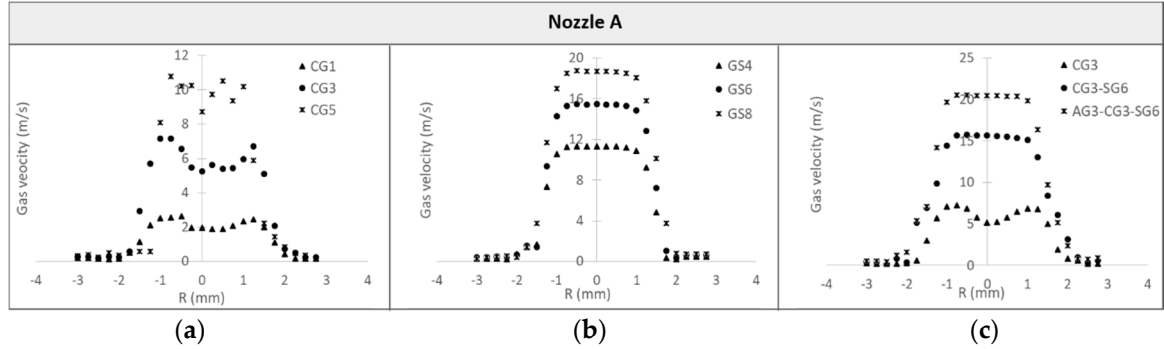 Nozzle A
Gas veocity (m/s)
12
10
8
6
4
2
0
-4 -3 -2 -1 0 1 2 3 4
R (mm)
CG1
CG3
CG5
(a)
Gas velocity (m/s)
20
16
12
8
4
0
-4 -3 -2 -1 0 1 2 3 4
R (mm)
GS4
GS6
GS8
(b)
Gas velocity (m/s)
25
20
15
10
5
0
-4 -3 -2 -1 0 1 2 3 4
R (mm)
CG3
CG3-SG6
AG3-CG3-SG6
(c)